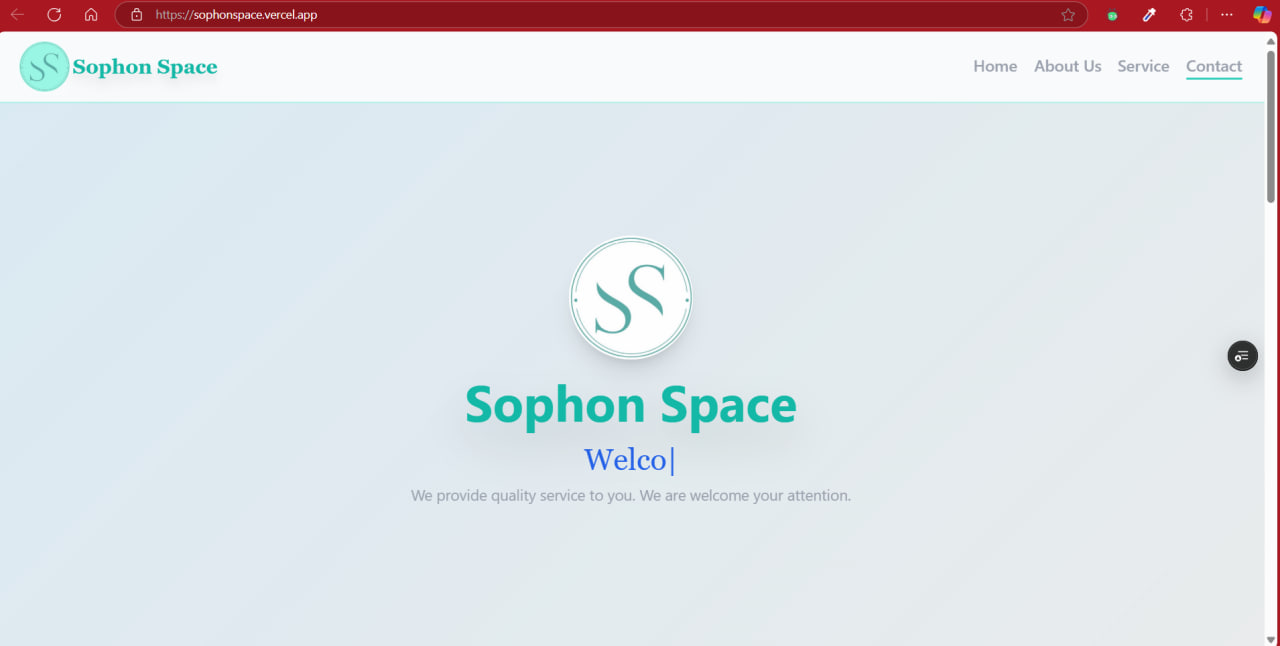 https://sophonspace.vercel.app
SS Sophon Space
Home About Us Service Contact
SS
Sophon Space
Welco|
We provide quality service to you. We are welcome your attention.